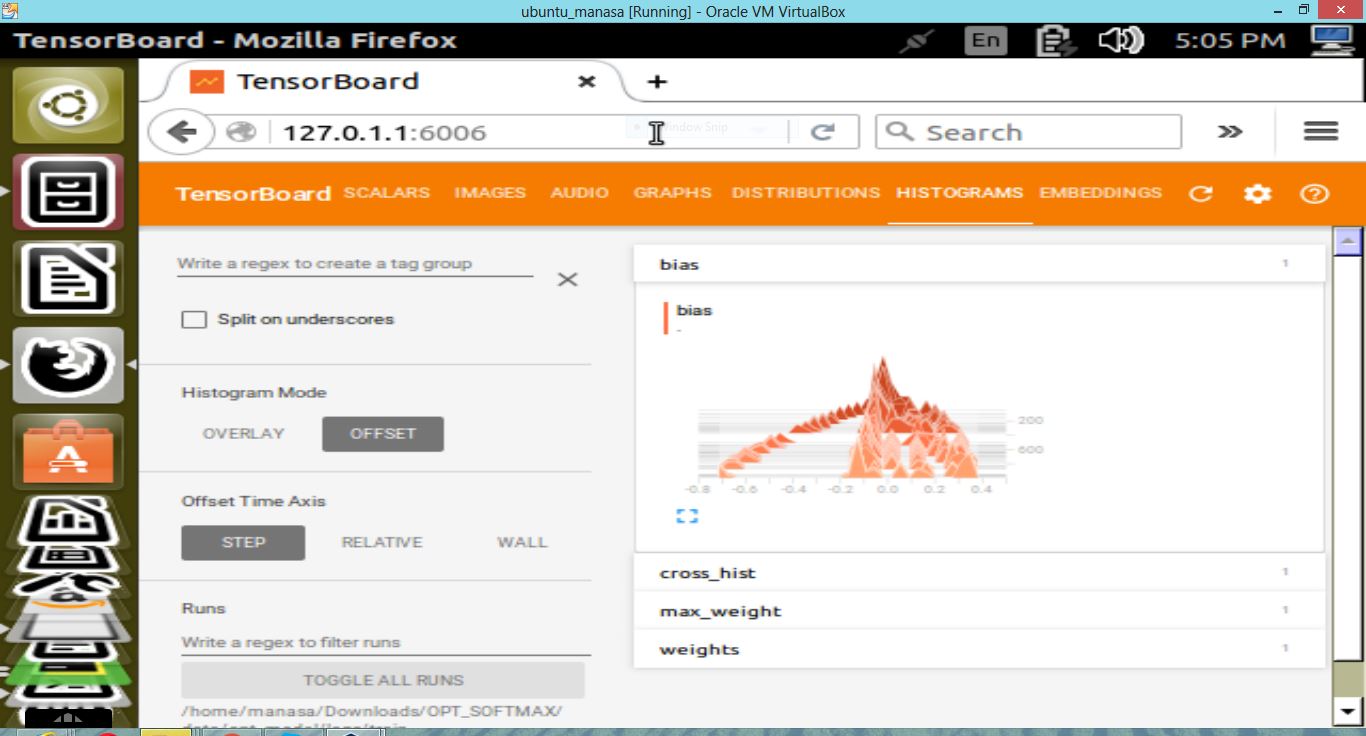 ubuntu_manasa [Running] - Oracle VM VirtualBox
TensorBoard - Mozilla Firefox En 5:05 PM
TensorBoard
127.0.1.1:6006 Window Snip Search
TensorBoard SCALARS IMAGES AUDIO GRAPHS DISTRIBUTIONS HISTOGRAMS EMBEDDINGS
Write a regex to create a tag group
Split on underscores
Histogram Mode
OVERLAY OFFSET
Offset Time Axis
STEP RELATIVE WALL
Runs
Write a regex to filter runs
TOGGLE ALL RUNS
/home/manasa/Downloads/OPT_SOFTMAX/
bias 1
bias
-
200
600
-0.8 -0.6 -0.4 -0.2 0.0 0.2 0.4
cross_hist 1
max_weight 1
weights 1